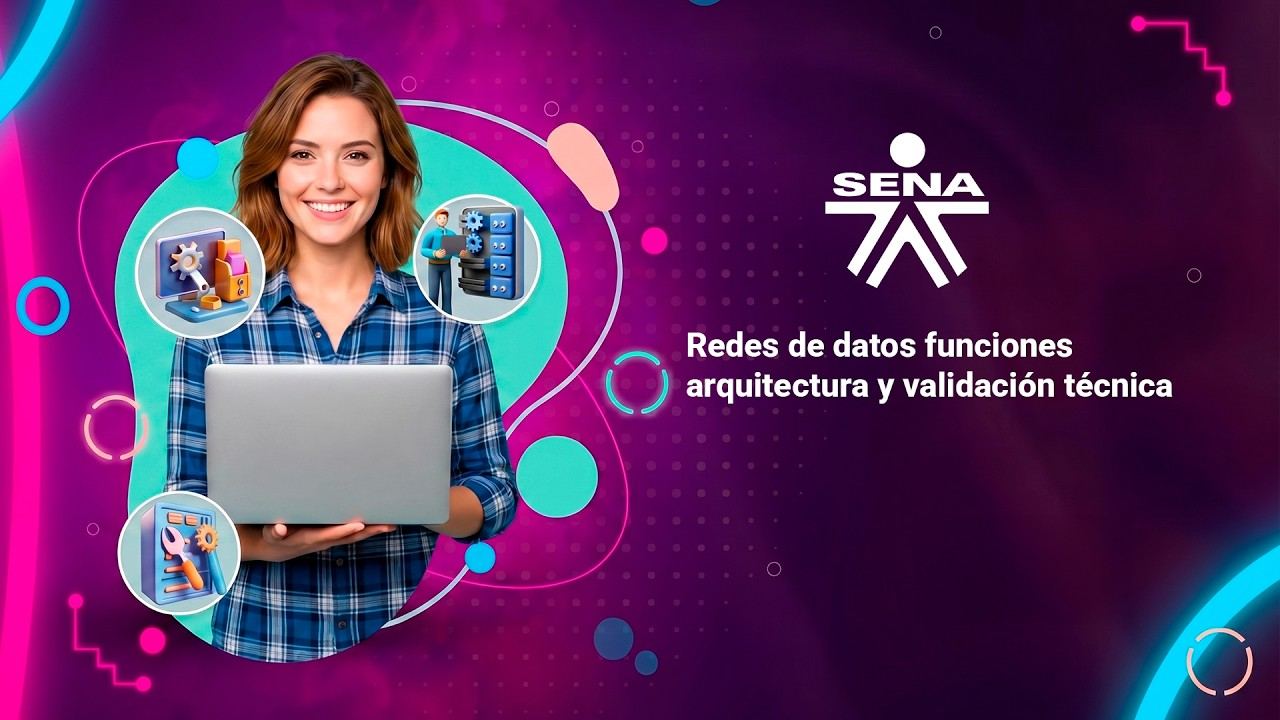 SENA
Redes de datos funciones
arquitectura y validación técnica